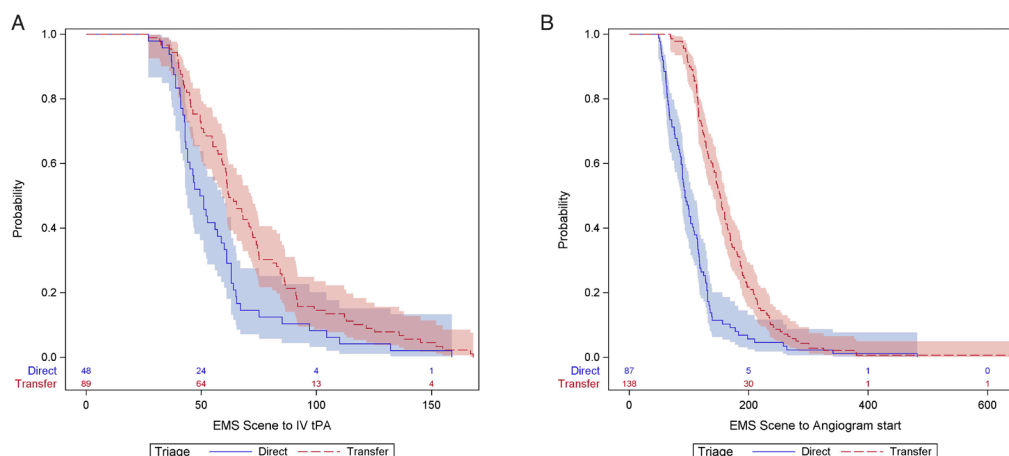 A
1.0
0.8
0.6
0.4
0.2
0.0
Probability
Direct 48 24 4 1
Transfer 89 64 13 4
0 50 100 150
EMS Scene to IV tPA
Triage Direct Transfer
B
1.0
0.8
0.6
0.4
0.2
0.0
Probability
Direct 87 5 1 0
Transfer 138 30 1 1
0 200 400 600
EMS Scene to Angiogram start
Triage Direct Transfer